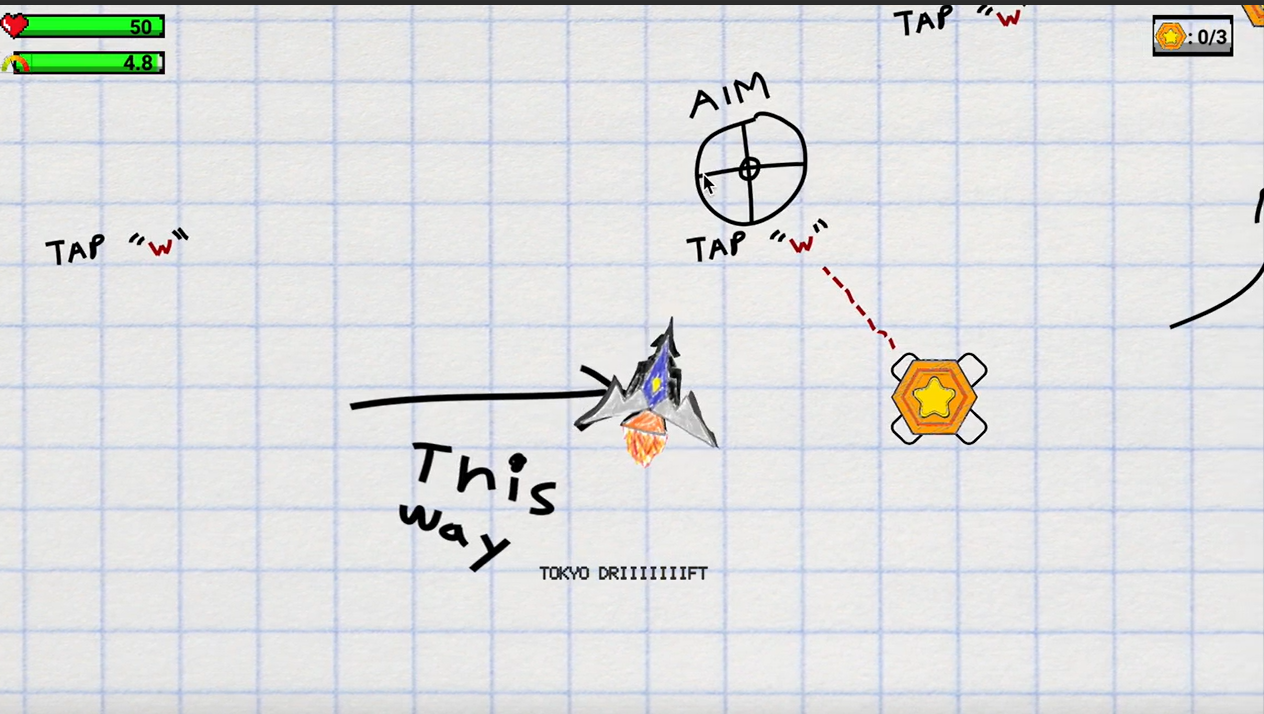 50
4.8
TAP "W"
: 0/3
AIM
TAP "W"
TAP "W"
This
way
TOKYO DRIIIIIIIFT